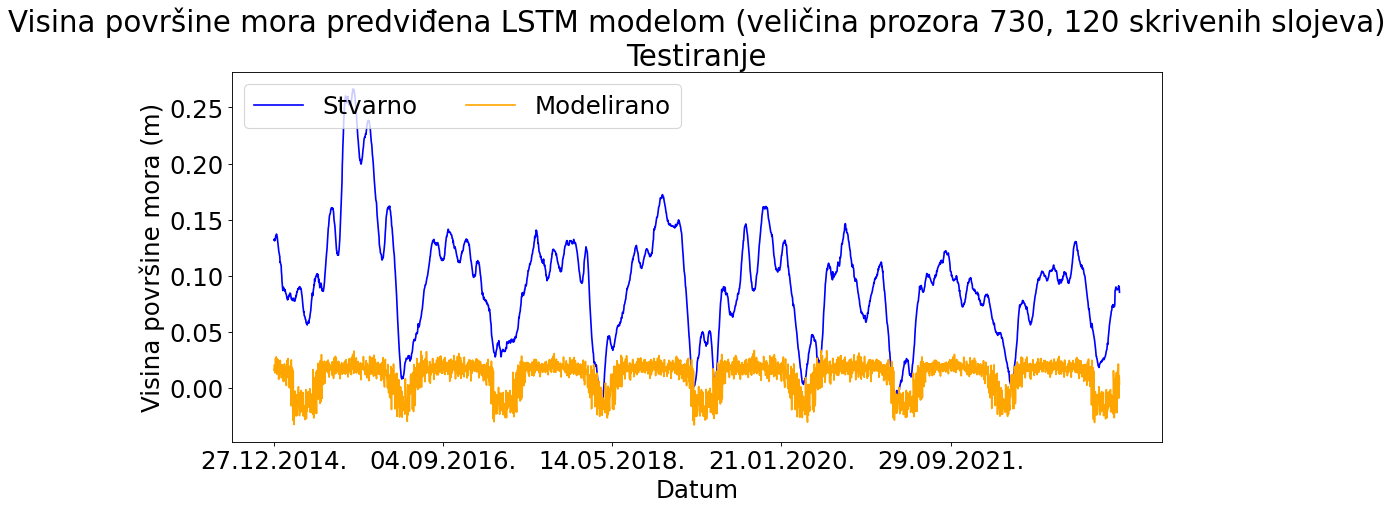 Visina površine mora predviđena LSTM modelom (veličina prozora 730, 120 skrivenih slojeva)
Testiranje
Stvarno
Modelirano
Visina površine mora (m)
0.25
0.20
0.15
0.10
0.05
0.00
27.12.2014.
04.09.2016.
14.05.2018.
21.01.2020.
29.09.2021.
Datum